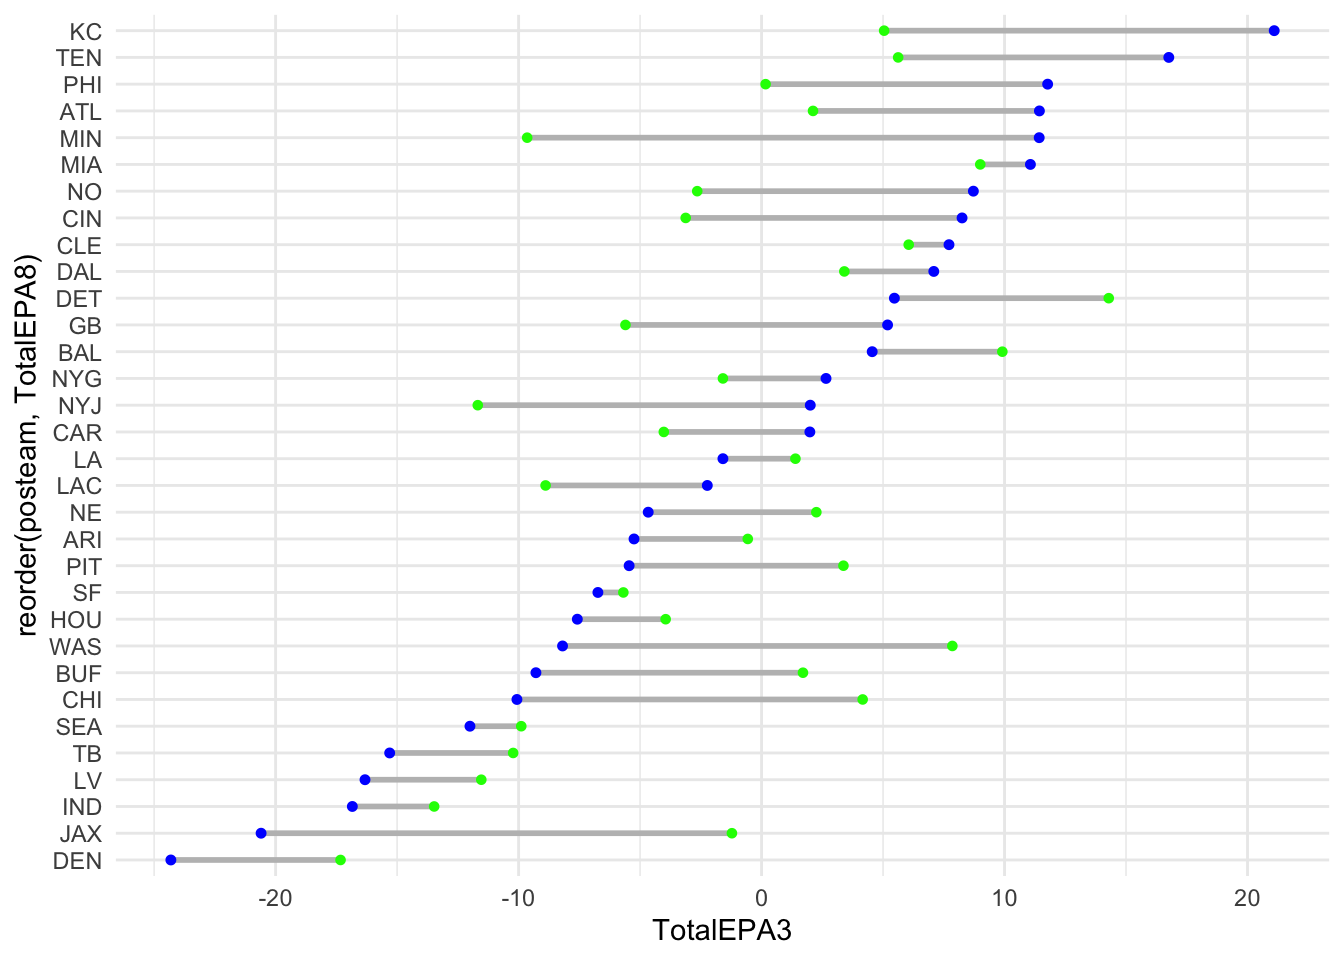 KC
TEN
PHI
ATL
MIN
MIA
NO
CIN
CLE
DAL
DET
GB
BAL
NYG
NYJ
CAR
LA
LAC
NE
ARI
PIT
SF
HOU
WAS
BUF
CHI
SEA
TB
LV
IND
JAX
DEN
reorder(posteam, TotalEPA8)
-20 -10 0 10 20
TotalEPA3